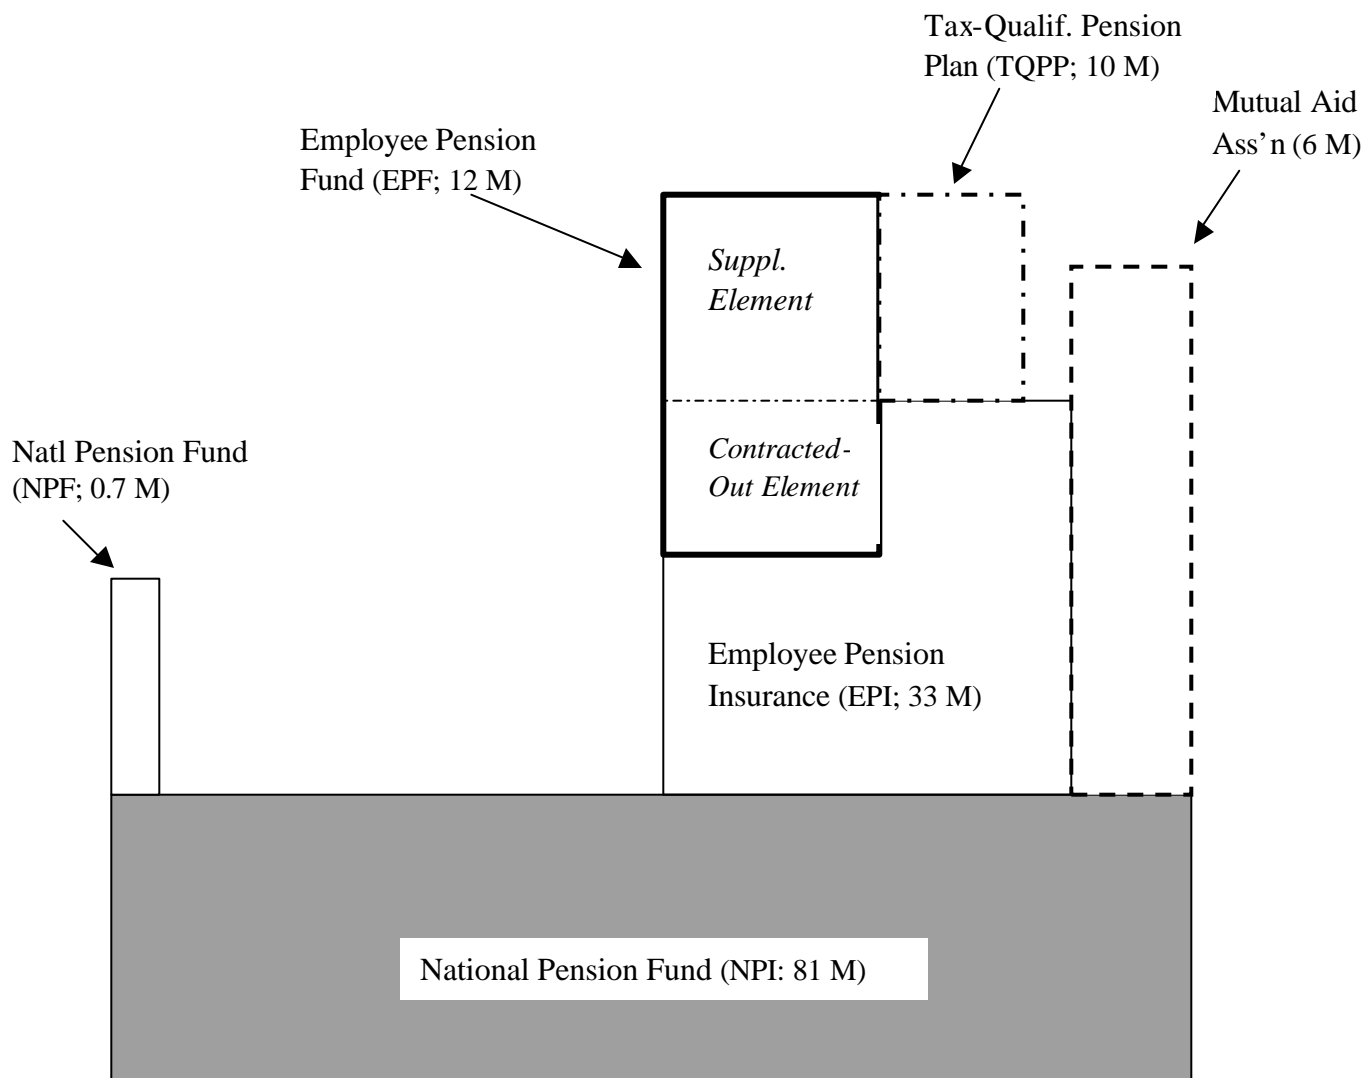 Tax-Qualif. Pension
Plan (TQPP; 10 M)
Mutual Aid
Ass’n (6 M)
Employee Pension
Fund (EPF; 12 M)
Suppl.
Element
Natl Pension Fund
(NPF; 0.7 M)
Contracted-
Out Element
Employee Pension
Insurance (EPI; 33 M)
National Pension Fund (NPI: 81 M)